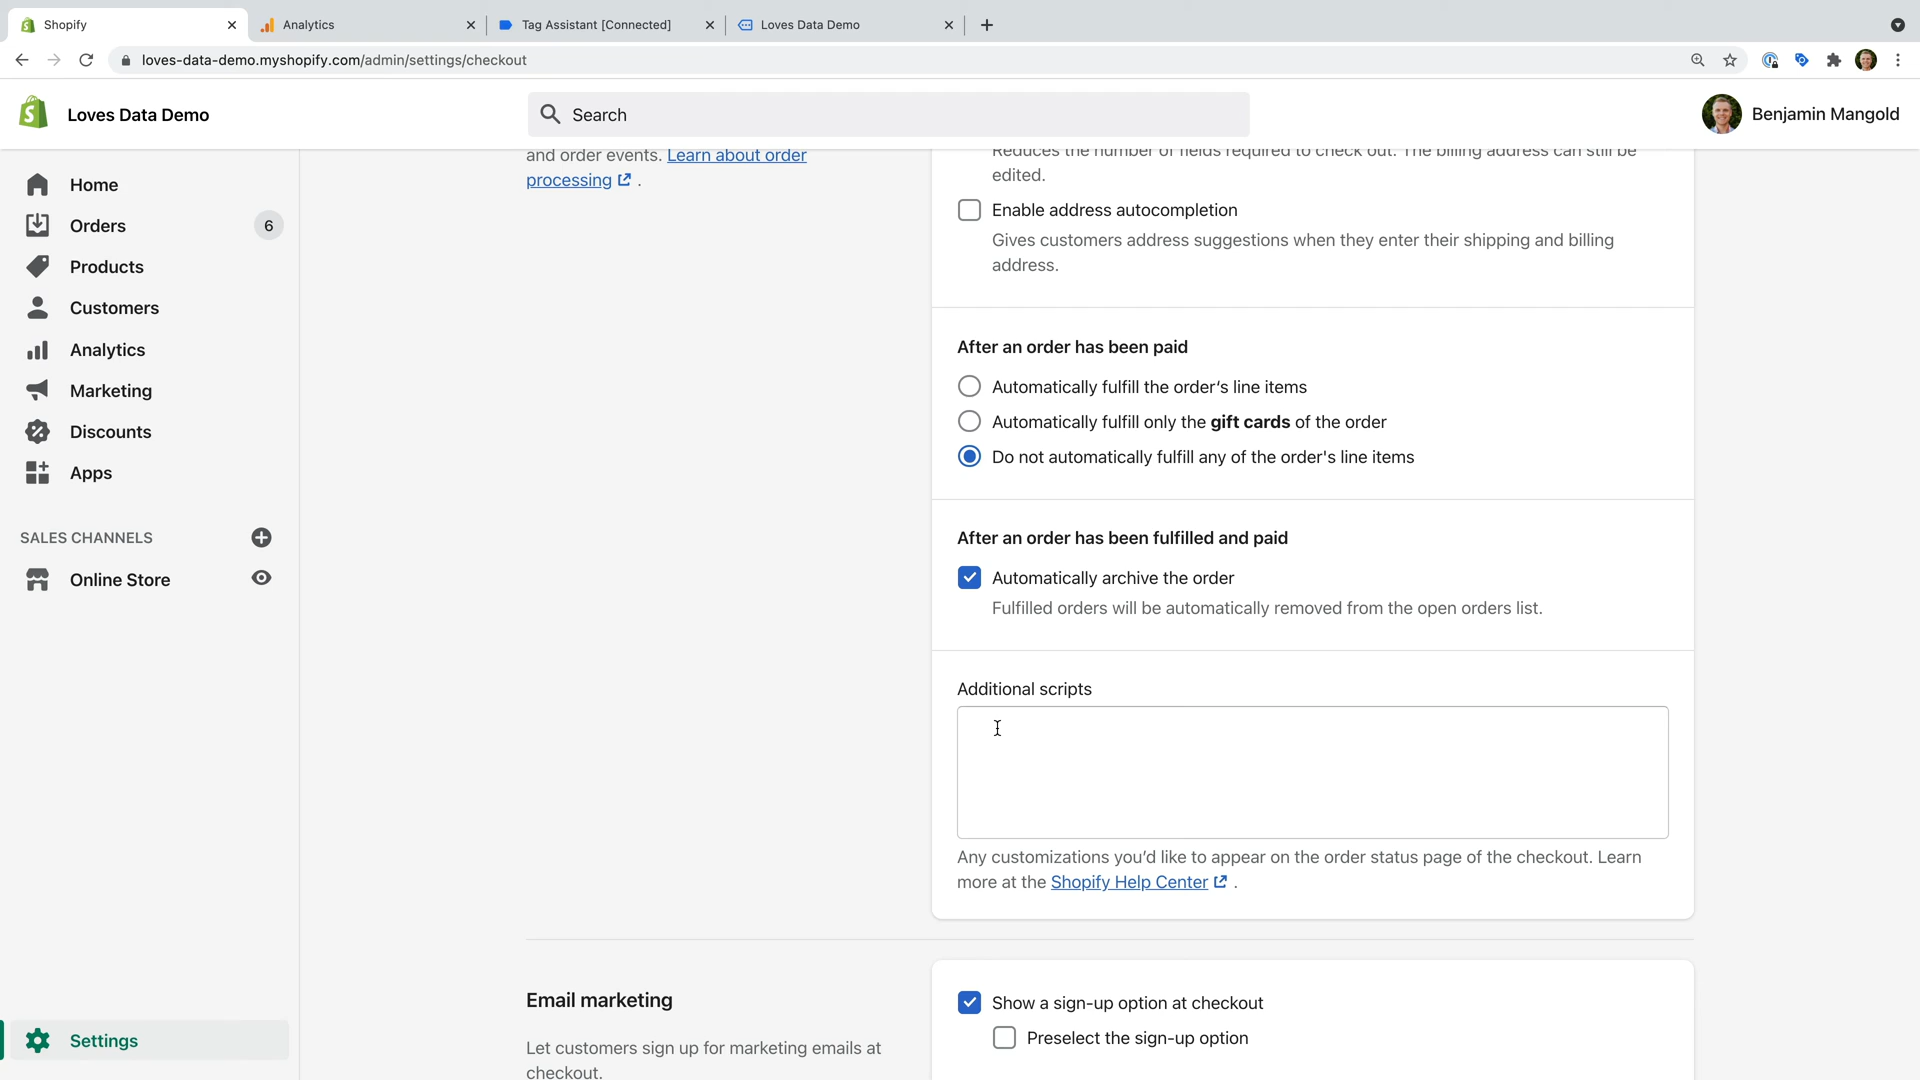 Shopify
Analytics
Tag Assistant [Connected]
Loves Data Demo
loves-data-demo.myshopify.com/admin/settings/checkout
Loves Data Demo
Search
Benjamin Mangold
Home
Orders
6
Products
Customers
Analytics
Marketing
Discounts
Apps
SALES CHANNELS
Online Store
Settings
and order events. Learn about order
processing .
Reduces the number of fields required to check out. The billing address can still be
edited.
Enable address autocompletion
Gives customers address suggestions when they enter their shipping and billing
address.
After an order has been paid
Automatically fulfill the order's line items
Automatically fulfill only the gift cards of the order
Do not automatically fulfill any of the order's line items
After an order has been fulfilled and paid
Automatically archive the order
Fulfilled orders will be automatically removed from the open orders list.
Additional scripts
Any customizations you'd like to appear on the order status page of the checkout. Learn
more at the Shopify Help Center .
Email marketing
Let customers sign up for marketing emails at
checkout.
Show a sign-up option at checkout
Preselect the sign-up option